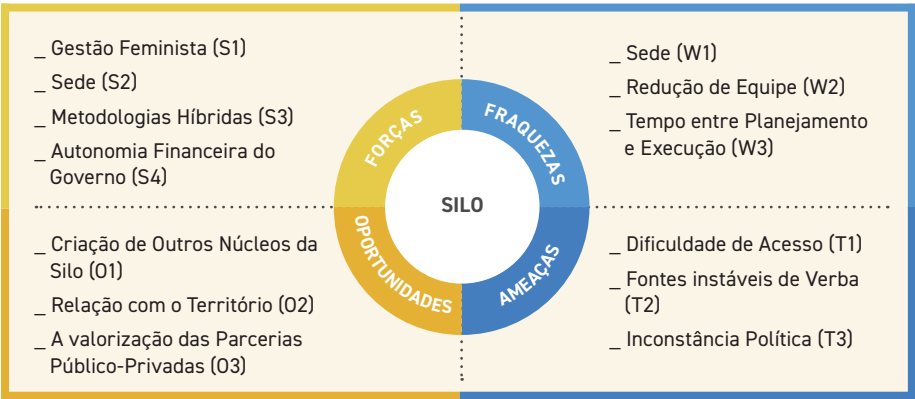 _ Gestão Feminista (S1)
_ Sede (S2)
_ Metodologias Híbridas (S3)
_ Autonomia Financeira do
Governo (S4)
_ Sede (W1)
_ Redução de Equipe (W2)
_ Tempo entre Planejamento
e Execução (W3)
FORÇAS
FRAQUEZAS
SILO
OPORTUNIDADES
AMEAÇAS
_ Criação de Outros Núcleos da
Silo (O1)
_ Relação com o Território (O2)
_ A valorização das Parcerias
Público-Privadas (O3)
_ Dificuldade de Acesso (T1)
_ Fontes instáveis de Verba
(T2)
_ Inconstância Política (T3)